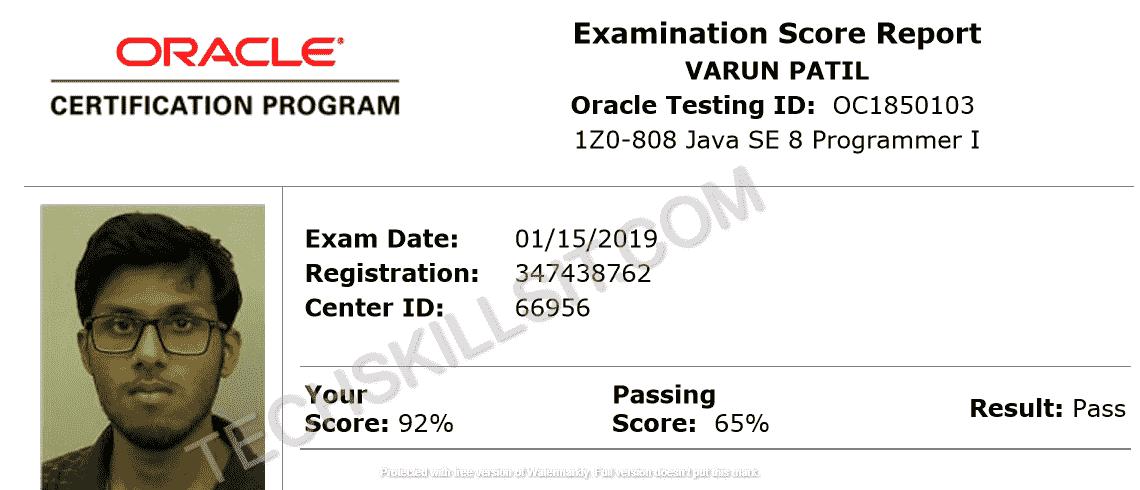 ORACLE
CERTIFICATION PROGRAM
Examination Score Report
VARUN PATIL
Oracle Testing ID: OC1850103
1Z0-808 Java SE 8 Programmer I
Exam Date: 01/15/2019
Registration: 347438762
Center ID: 66956
Your Score: 92%
Passing Score: 65%
Result: Pass
TECHSKILLSIT.COM
Protected with free version of Watermarkly. Full version doesn't put this mark.